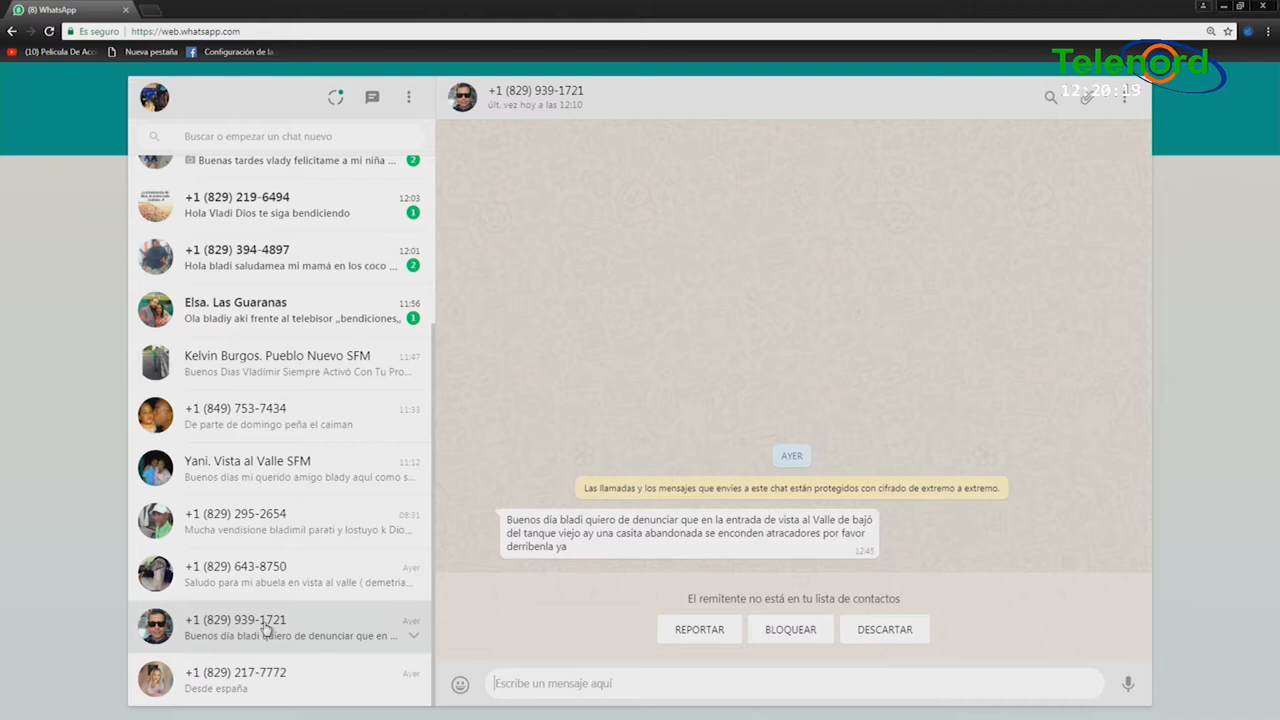 (8) WhatsApp
Es seguro
https://web.whatsapp.com
(10) Pelicula De Acci
Nueva pestaña
Configuración de la
Telenord
12:20:19
+1 (829) 939-1721
últ. vez hoy a las 12:10
Buscar o empezar un chat nuevo
Buenas tardes vlady felicitame a mi niña ...
2
+1 (829) 219-6494
12:03
Hola Vladi Dios te siga bendiciendo
1
+1 (829) 394-4897
12:01
Hola bladi saludamea mi mamá en los coco ...
2
Elsa. Las Guaranas
11:56
Ola bladiy aki frente al telebisor ,,bendiciones,,
1
Kelvin Burgos. Pueblo Nuevo SFM
11:47
Buenos Dias Vladimir Siempre Activó Con Tu Pro...
+1 (849) 753-7434
11:33
De parte de domingo peña el caiman
Yani. Vista al Valle SFM
11:12
Buenos días mi querido amigo blady aquí como s...
+1 (829) 295-2654
08:31
Mucha vendisione bladimil parati y lostuyo k Dio...
+1 (829) 643-8750
Ayer
Saludo para mi abuela en vista al valle ( demetria...
+1 (829) 939-1721
Ayer
Buenos día bladi quiero de denunciar que en ...
+1 (829) 217-7772
Ayer
Desde españa
AYER
Las llamadas y los mensajes que envíes a este chat están protegidos con cifrado de extremo a extremo.
Buenos día bladi quiero de denunciar que en la entrada de vista al Valle de bajó
del tanque viejo ay una casita abandonada se enconden atracadores por favor
derribenla ya
12:45
El remitente no está en tu lista de contactos
REPORTAR
BLOQUEAR
DESCARTAR
Escribe un mensaje aquí